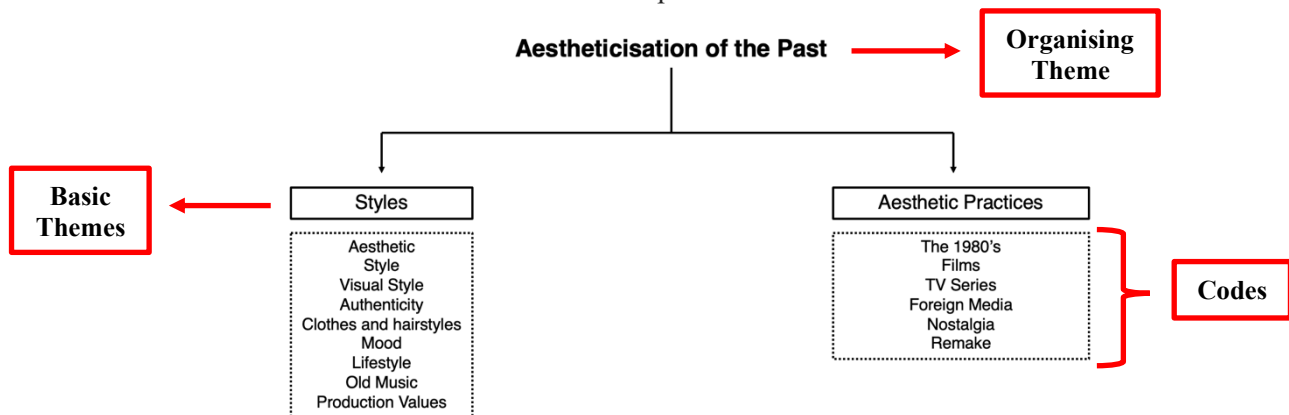 Aestheticisation of the Past
Organising
Theme
Basic
Themes
Styles
Aesthetic
Style
Visual Style
Authenticity
Clothes and hairstyles
Mood
Lifestyle
Old Music
Production Values
Aesthetic Practices
The 1980's
Films
TV Series
Foreign Media
Nostalgia
Remake
Codes